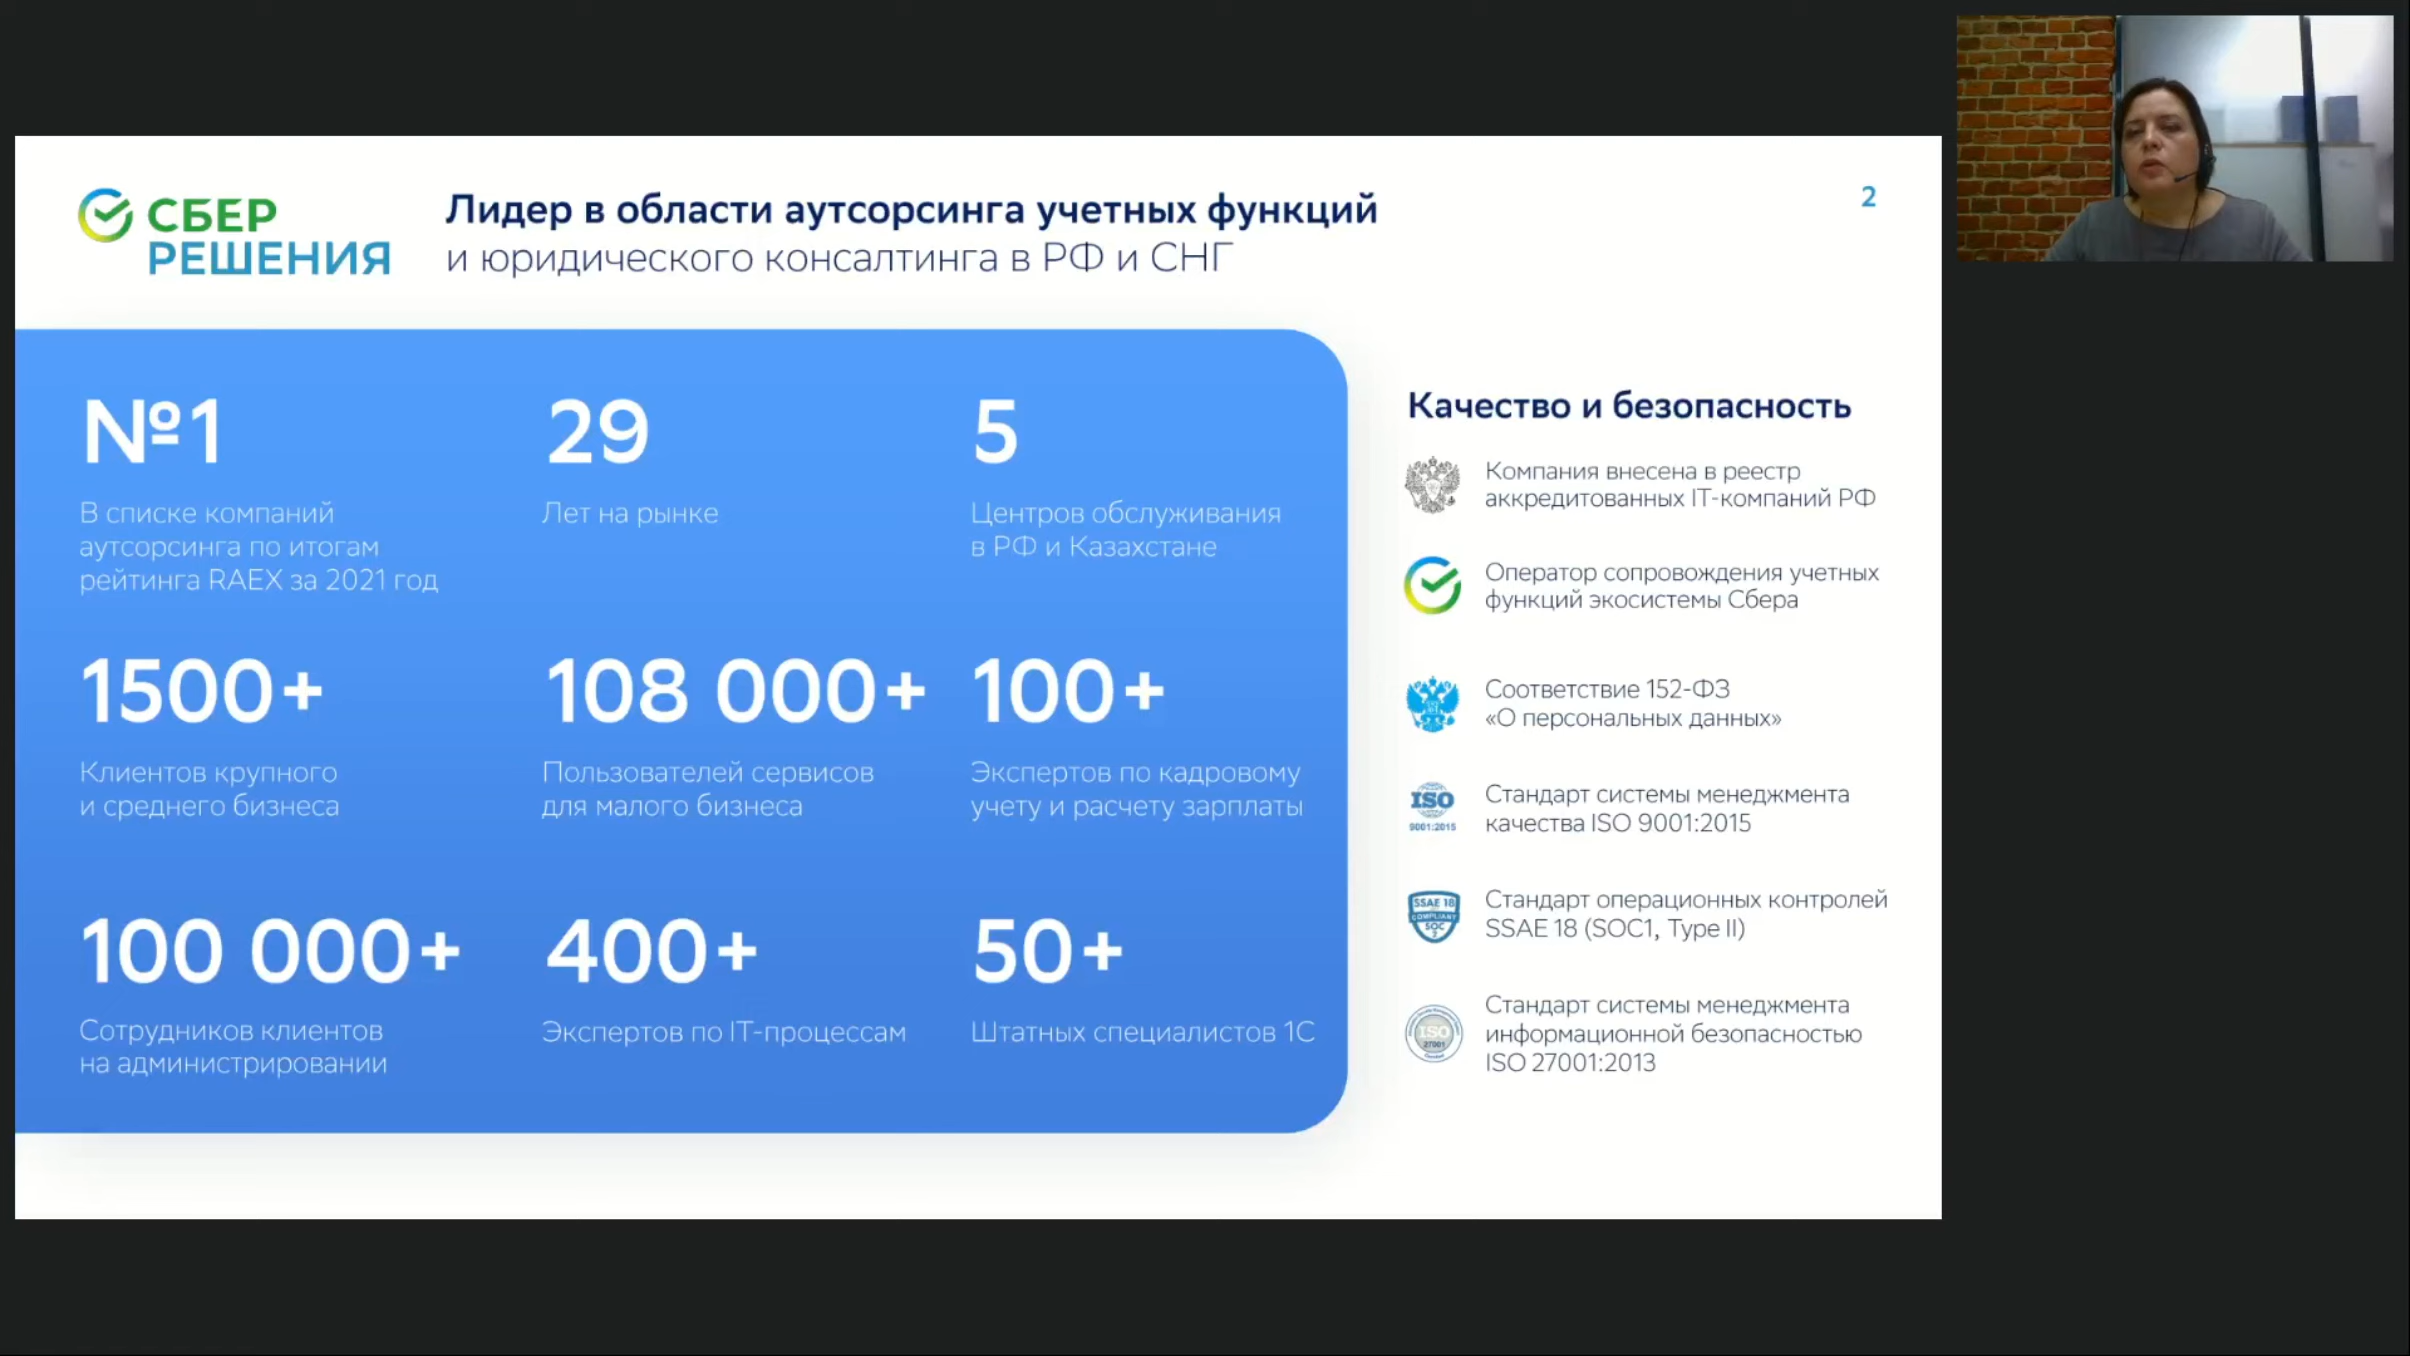 СБЕР
РЕШЕНИЯ
Лидер в области аутсорсинга учетных функций
и юридического консалтинга в РФ и СНГ
2
№1
В списке компаний
аутсорсинга по итогам
рейтинга RAEX за 2021 год
29
Лет на рынке
5
Центров обслуживания
в РФ и Казахстане
1500+
Клиентов крупного
и среднего бизнеса
108 000+
Пользователей сервисов
для малого бизнеса
100+
Экспертов по кадровому
учету и расчету зарплаты
100 000+
Сотрудников клиентов
на администрировании
400+
Экспертов по IT-процессам
50+
Штатных специалистов 1С
Качество и безопасность
Компания внесена в реестр
аккредитованных IT-компаний РФ
Оператор сопровождения учетных
функций экосистемы Сбера
Соответствие 152-ФЗ
«О персональных данных»
ISO
9001:2015
Стандарт системы менеджмента
качества ISO 9001:2015
SSAE 18
COMPLIANT
SOC
2
Стандарт операционных контролей
SSAE 18 (SOC1, Type II)
ISO
27001
Стандарт системы менеджмента
информационной безопасностью
ISO 27001:2013